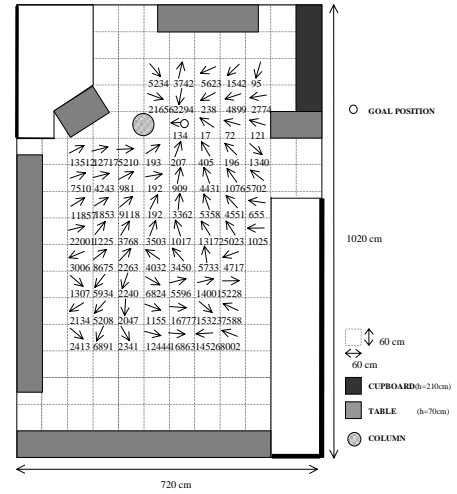 5234 3742 5623 1542 95
21656 2294 238 4899 2774
GOAL POSITION
134 17 72 121
13512 12717 5210 193 207 405 196 1340
7510 4243 981 192 909 4431 1076 5702
11857 1853 9118 192 3362 5358 4551 655
22001 1225 3768 3503 1017 13172 5023 1025
1020 cm
3006 8675 2263 4032 3450 5733 4717
1307 5934 2240 6824 5596 14001 5228
2134 5208 2047 1155 16777 15323 7588
60 cm
2413 6891 2341 12444 16863 14526 8002
60 cm
CUPBOARD(h=210cm)
TABLE (h=70cm)
COLUMN
720 cm